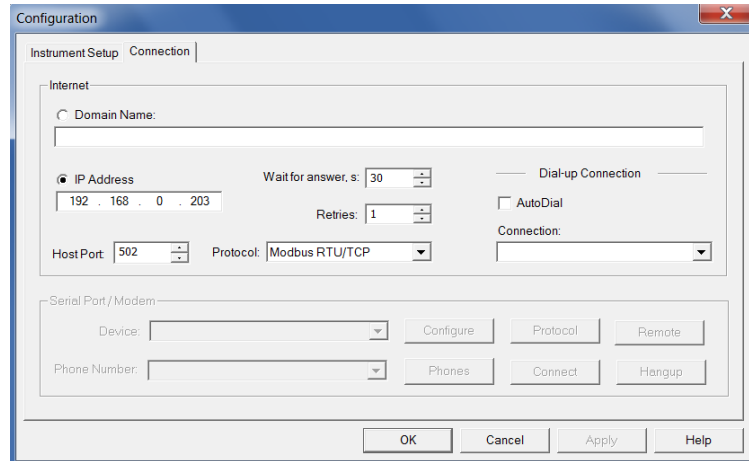 Configuration
Instrument Setup Connection
Internet
Domain Name:
IP Address Wait for answer, s: 30 Dial-up Connection
192 . 168 . 0 . 203 Retries: 1 AutoDial
Connection:
Host Port: 502 Protocol: Modbus RTU/TCP
Serial Port / Modem
Device: Configure Protocol Remote
Phone Number: Phones Connect Hangup
OK Cancel Apply Help